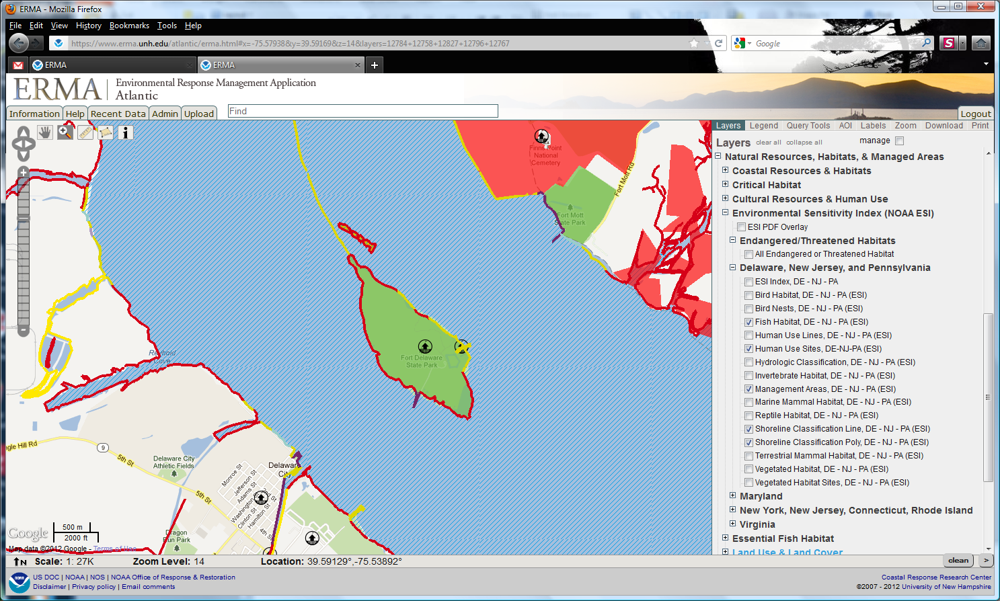 ERMA - Mozilla Firefox
File Edit View History Bookmarks Tools Help
https://www.erma.unh.edu/atlantic/erma.html#x=-75.57938&y=39.59169&z=14&layers=12784+12758+12827+12796+12767
Google
ERMA
ERMA
ERMA
Environmental Response Management Application
Atlantic
Find
Information Help Recent Data Admin Upload
Logout
Layers Legend Query Tools AOI Labels Zoom Download Print
Layers clear all collapse all manage
Natural Resources, Habitats, & Managed Areas
Coastal Resources & Habitats
Critical Habitat
Cultural Resources & Human Use
Environmental Sensitivity Index (NOAA ESI)
ESI PDF Overlay
Endangered/Threatened Habitats
All Endangered or Threatened Habitat
Delaware, New Jersey, and Pennsylvania
ESI Index, DE - NJ - PA
Bird Habitat, DE - NJ - PA (ESI)
Bird Nests, DE - NJ - PA (ESI)
Fish Habitat, DE - NJ - PA (ESI)
Human Use Lines, DE - NJ - PA (ESI)
Human Use Sites, DE-NJ-PA (ESI)
Hydrologic Classification, DE - NJ - PA (ESI)
Invertebrate Habitat, DE - NJ - PA (ESI)
Management Areas, DE - NJ - PA (ESI)
Marine Mammal Habitat, DE - NJ - PA (ESI)
Reptile Habitat, DE - NJ - PA (ESI)
Shoreline Classification Line, DE - NJ - PA (ESI)
Shoreline Classification Poly, DE - NJ - PA (ESI)
Terrestrial Mammal Habitat, DE - NJ - PA (ESI)
Vegetated Habitat, DE - NJ - PA (ESI)
Vegetated Habitat Sites, DE - NJ - PA (ESI)
Maryland
New York, New Jersey, Connecticut, Rhode Island
Virginia
Essential Fish Habitat
Land Use & Land Cover
Finns Point
National
Cemetery
Fort Mott Rd
Fort Mott
State Park
Fort Delaware
State Park
Reybold
Cove
9
5th St
Delaware City
Athletic Fields
Delaware
City
Monroe St
Jefferson St
Adams St
Washington St
Clinton St
Hamilton St
5th St
4th St
Dragon
Run Park
Google
500 m
2000 ft
Map data ©2012 Google - Terms of Use
N Scale: 1: 27K Zoom Level: 14 Location: 39.59129°,-75.53892°
clean >
NOAA
US DOC | NOAA | NOS | NOAA Office of Response & Restoration
Disclaimer | Privacy policy | Email comments
Coastal Response Research Center
©2007 - 2012 University of New Hampshire